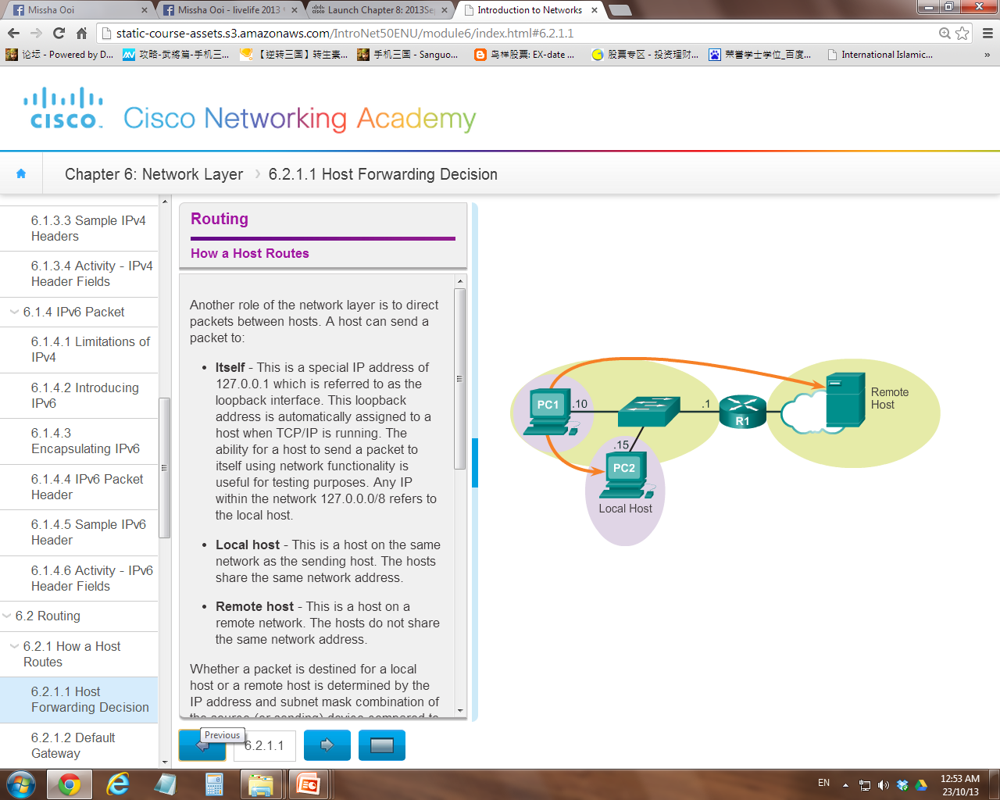 Missha Ooi
Missha Ooi - livelife 2013
Launch Chapter 8: 2013Se
Introduction to Networks
static-course-assets.s3.amazonaws.com/IntroNet50ENU/module6/index.html#6.2.1.1
论坛 - Powered by D...
攻略-武将篇-手机三...
【逆转三国】转生素...
手机三国 - Sanguo...
鸟样股票: EX-date ...
股票专区 - 投资理财...
荣誉学士学位_百度...
International Islamic...
»
CISCO.
Cisco Networking Academy
Chapter 6: Network Layer
6.2.1.1 Host Forwarding Decision
6.1.3.3 Sample IPv4
Headers
6.1.3.4 Activity - IPv4
Header Fields
6.1.4 IPv6 Packet
6.1.4.1 Limitations of
IPv4
6.1.4.2 Introducing
IPv6
6.1.4.3
Encapsulating IPv6
6.1.4.4 IPv6 Packet
Header
6.1.4.5 Sample IPv6
Header
6.1.4.6 Activity - IPv6
Header Fields
6.2 Routing
6.2.1 How a Host
Routes
6.2.1.1 Host
Forwarding Decision
6.2.1.2 Default
Gateway
Routing
How a Host Routes
Another role of the network layer is to direct
packets between hosts. A host can send a
packet to:
• Itself - This is a special IP address of
127.0.0.1 which is referred to as the
loopback interface. This loopback
address is automatically assigned to a
host when TCP/IP is running. The
ability for a host to send a packet to
itself using network functionality is
useful for testing purposes. Any IP
within the network 127.0.0.0/8 refers to
the local host.
• Local host - This is a host on the same
network as the sending host. The hosts
share the same network address.
• Remote host - This is a host on a
remote network. The hosts do not share
the same network address.
Whether a packet is destined for a local
host or a remote host is determined by the
IP address and subnet mask combination of
the source (or sending) device compared to
Previous
6.2.1.1
PC1
.10
.1
R1
Remote
Host
.15
PC2
Local Host
EN
12:53 AM
23/10/13